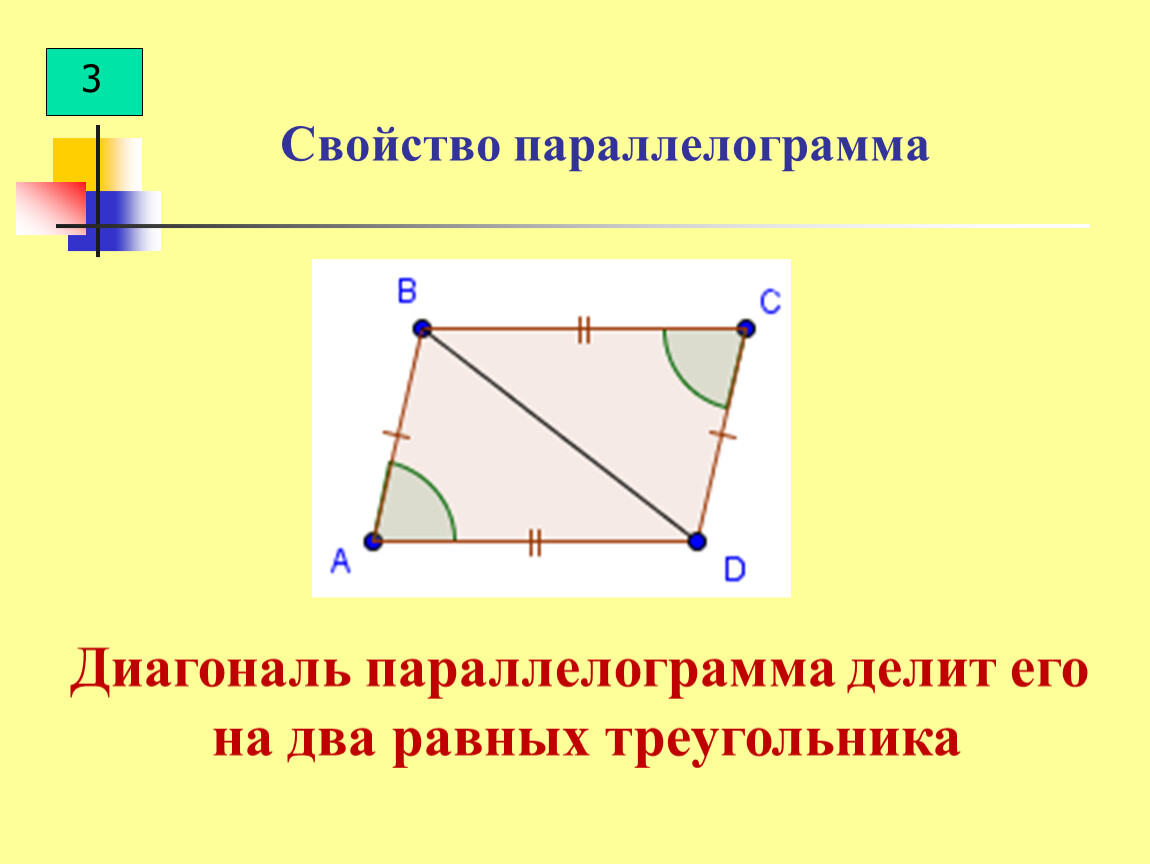 3
Свойство параллелограмма
B
C
A
D
Диагональ параллелограмма делит его
на два равных треугольника